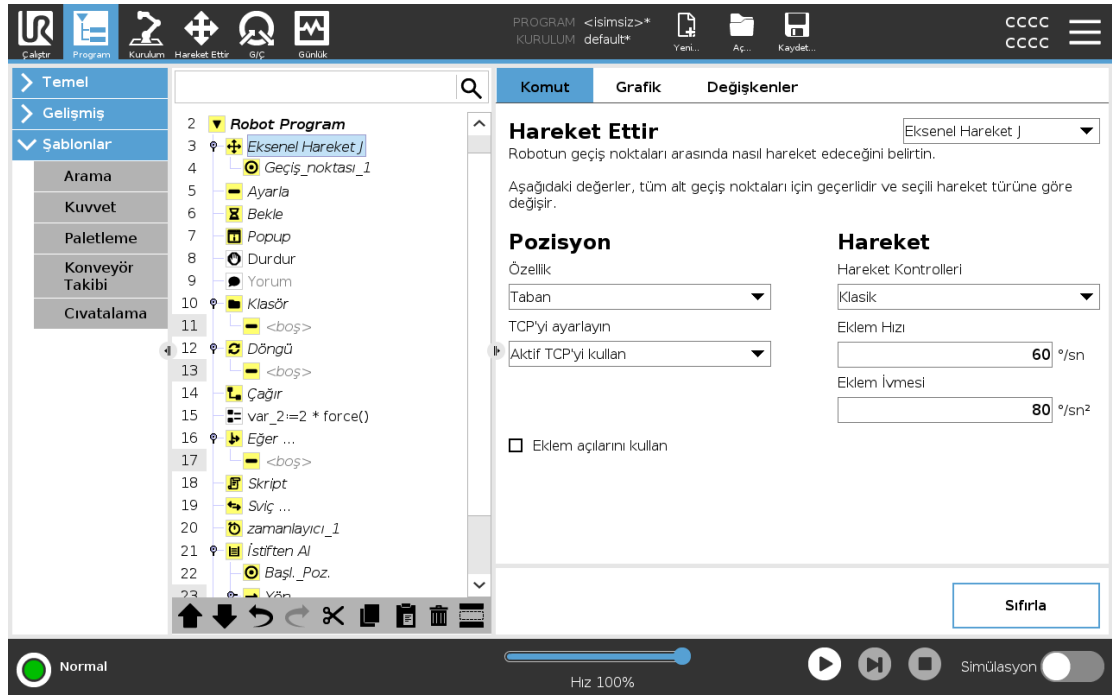 Çalıştır
Program
Kurulum
Hareket Ettir
G/Ç
Günlük
PROGRAM <isimsiz>*
KURULUM default*
Yeni...
Aç...
Kaydet...
CCCC
CCCC
Temel
Gelişmiş
Şablonlar
Arama
Kuvvet
Paletleme
Konveyör
Takibi
Cıvatalama
2 Robot Program
3 Eksenel Hareket J
4 Geçiş_noktası_1
5 Ayarla
6 Bekle
7 Popup
8 Durdur
9 Yorum
10 Klasör
11 <boş>
12 Döngü
13 <boş>
14 Çağır
15 var_2:=2 * force()
16 Eğer ...
17 <boş>
18 Skript
19 Sviç ...
20 zamanlayıcı_1
21 İstiften Al
22 Başl._Poz.
23 Yön
Komut
Grafik
Değişkenler
Hareket Ettir
Eksenel Hareket J
Robotun geçiş noktaları arasında nasıl hareket edeceğini belirtin.
Aşağıdaki değerler, tüm alt geçiş noktaları için geçerlidir ve seçili hareket türüne göre
değişir.
Pozisyon
Özellik
Taban
TCP'yi ayarlayın
Aktif TCP'yi kullan
Eklem açılarını kullan
Hareket
Hareket Kontrolleri
Klasik
Eklem Hızı
60 °/sn
Eklem İvmesi
80 °/sn²
Sıfırla
Normal
Hız 100%
Simülasyon